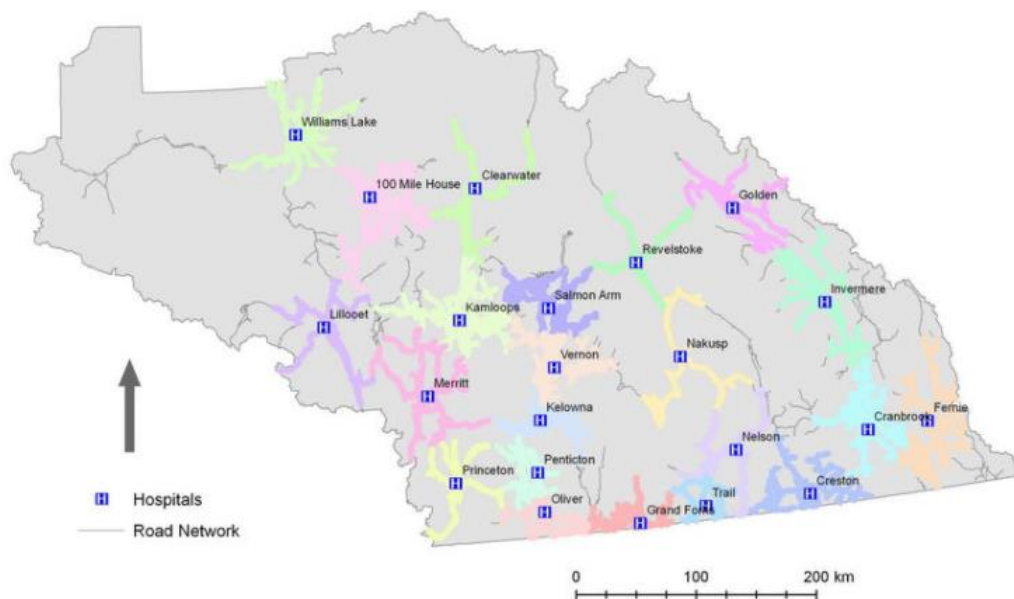 Williams Lake
100 Mile House
Clearwater
Golden
Revelstoke
Invermere
Salmon Arm
Kamloops
Lillooet
Vernon
Nakusp
Merritt
Kelowna
Cranbrook
Fernie
Nelson
Princeton
Penticton
Creston
Trail
Oliver
Grand Forks
H Hospitals
Road Network
0 100 200 km